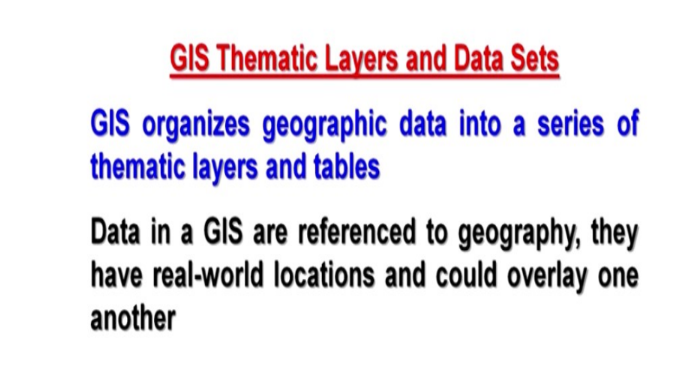 GIS Thematic Layers and Data Sets
GIS organizes geographic data into a series of
thematic layers and tables
Data in a GIS are referenced to geography, they
have real-world locations and could overlay one
another